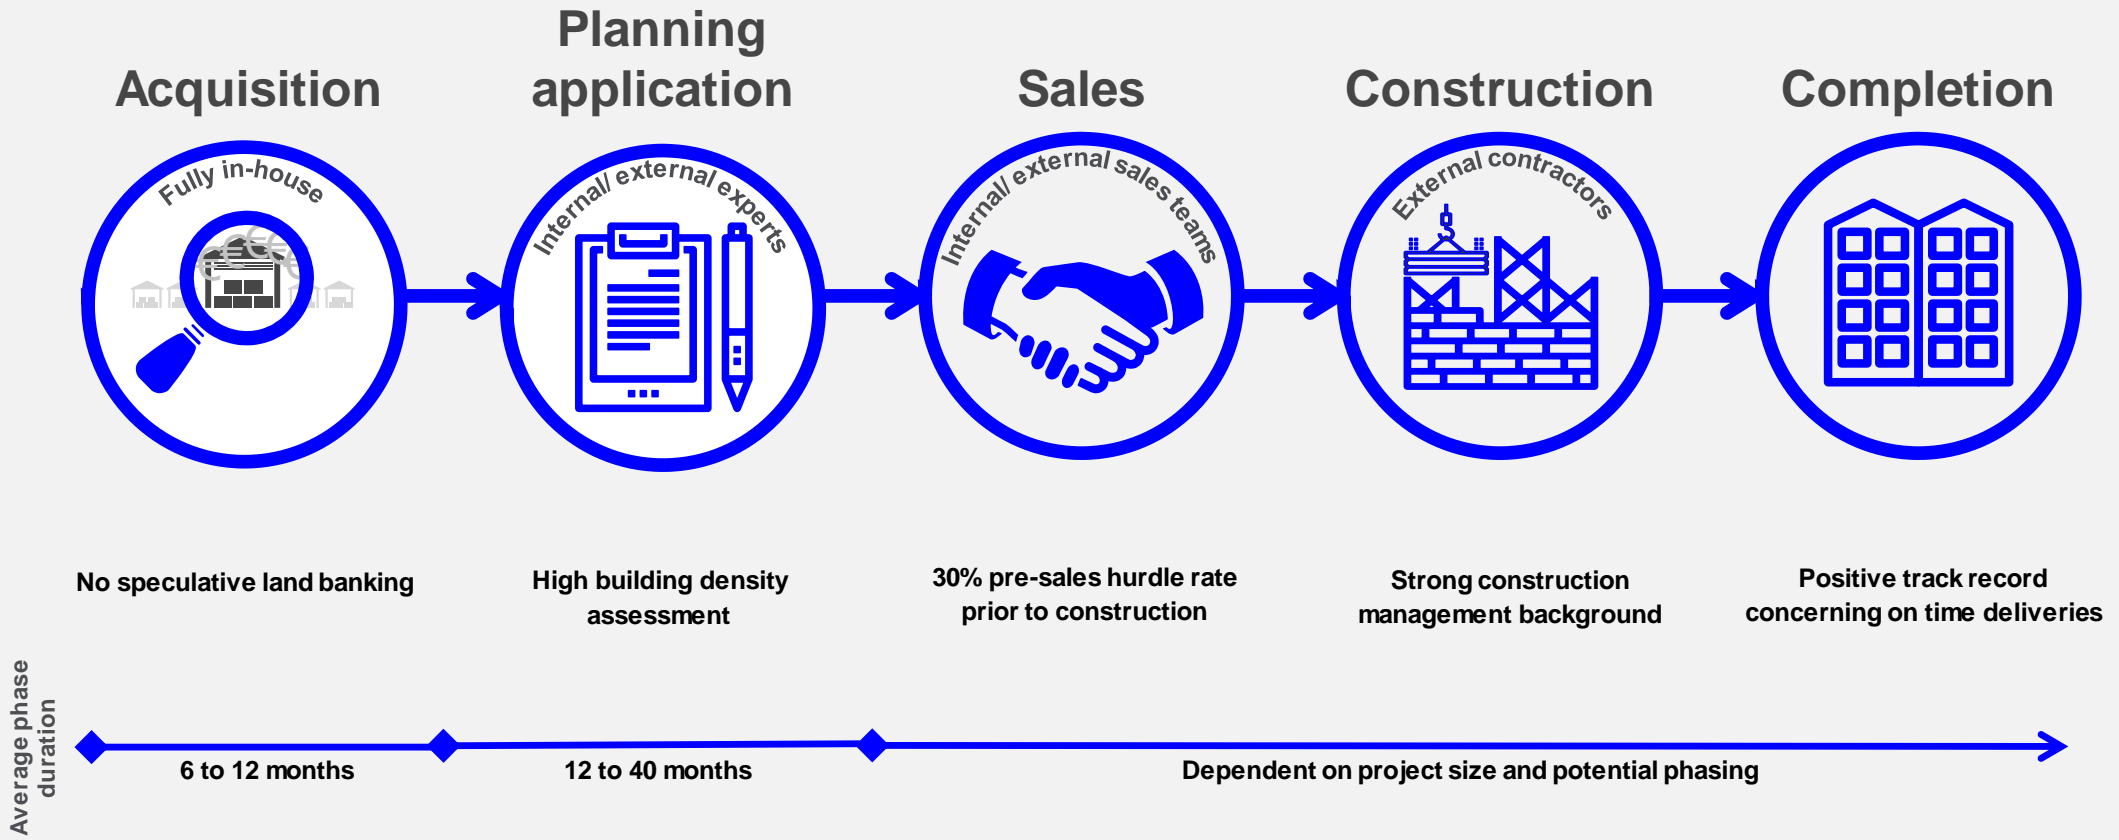 Acquisition
Planning
application
Sales
Construction
Completion
Fully in-house
Internal/ external experts
Internal/ external sales teams
External contractors
No speculative land banking
High building density
assessment
30% pre-sales hurdle rate
prior to construction
Strong construction
management background
Positive track record
concerning on time deliveries
Average phase
duration
6 to 12 months
12 to 40 months
Dependent on project size and potential phasing